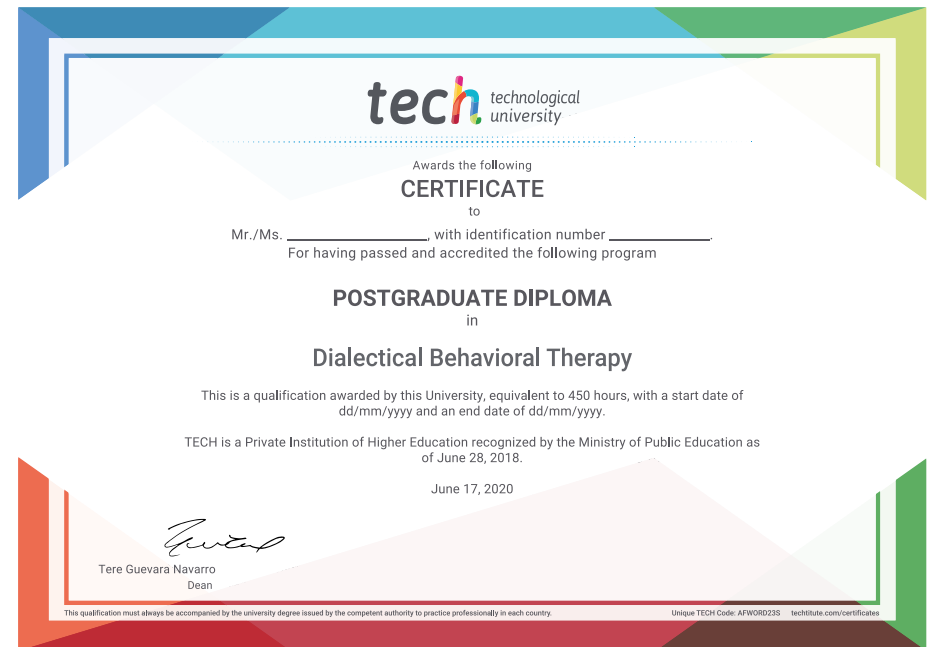 tech technological
university
Awards the following
CERTIFICATE
to
Mr./Ms. ____________________, with identification number ______________.
For having passed and accredited the following program
POSTGRADUATE DIPLOMA
in
Dialectical Behavioral Therapy
This is a qualification awarded by this University, equivalent to 450 hours, with a start date of
dd/mm/yyyy and an end date of dd/mm/yyyy.
TECH is a Private Institution of Higher Education recognized by the Ministry of Public Education as
of June 28, 2018.
June 17, 2020
Tere Guevara Navarro
Dean
This qualification must always be accompanied by the university degree issued by the competent authority to practice professionally in each country. Unique TECH Code: AFWORD23S techtitute.com/certificates